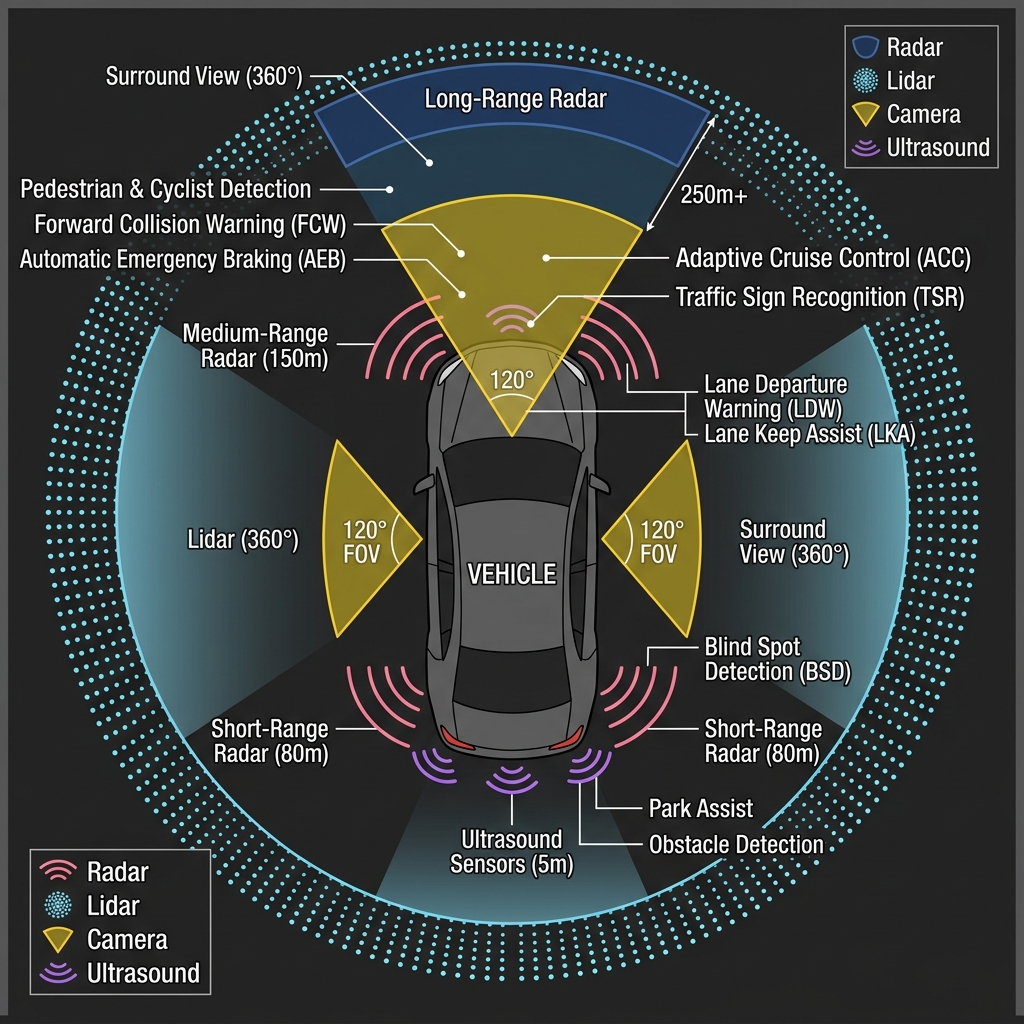 Surround View (360°)
Long-Range Radar
Radar
Lidar
Camera
Ultrasound
Pedestrian & Cyclist Detection
250m+
Forward Collision Warning (FCW)
Automatic Emergency Braking (AEB)
Adaptive Cruise Control (ACC)
Traffic Sign Recognition (TSR)
Medium-Range
Radar (150m)
120°
Lane Departure
Warning (LDW)
Lane Keep Assist (LKA)
Lidar (360°)
120°
FOV
VEHICLE
120°
FOV
Surround
View (360°)
Blind Spot
Detection (BSD)
Short-Range
Radar (80m)
Short-Range
Radar (80m)
Ultrasound
Sensors (5m)
Park Assist
Obstacle Detection
Radar
Lidar
Camera
Ultrasound